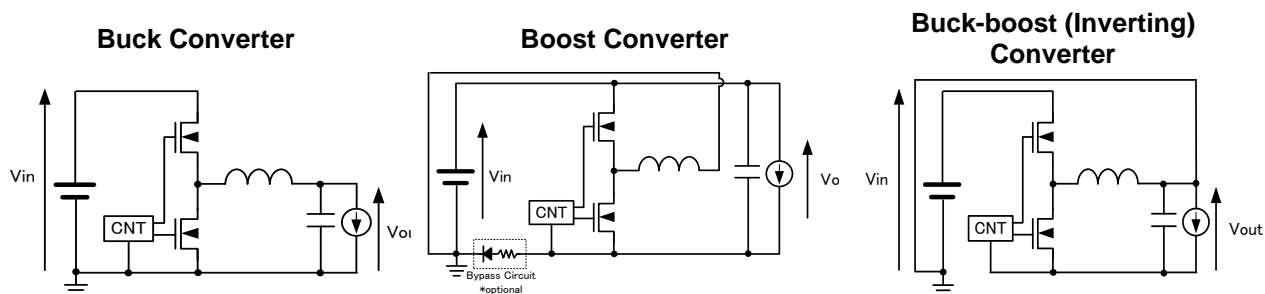 Buck Converter
Vin
CNT
Vou
Boost Converter
Vin
CNT
Vo
Bypass Circuit
*optional
Buck-boost (Inverting)
Converter
Vin
CNT
Vout